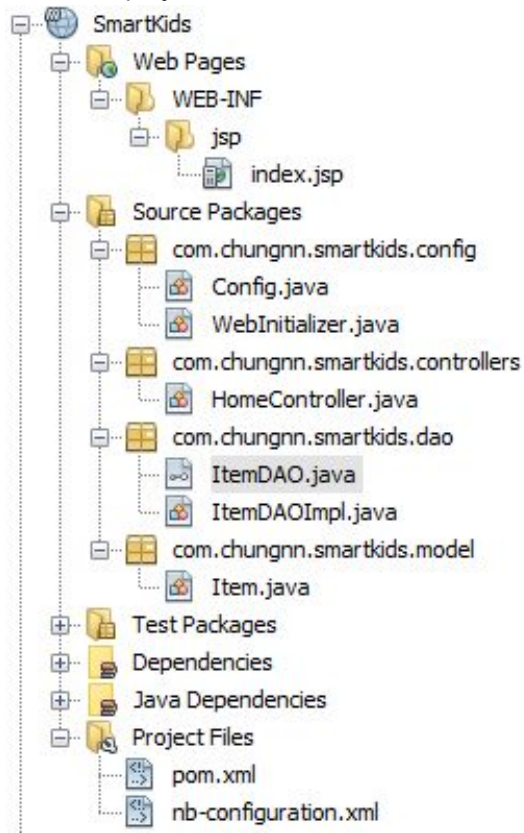 SmartKids
Web Pages
WEB-INF
jsp
index.jsp
Source Packages
com.chungnn.smartkids.config
Config.java
WebInitializer.java
com.chungnn.smartkids.controllers
HomeController.java
com.chungnn.smartkids.dao
ItemDAO.java
ItemDAOImpl.java
com.chungnn.smartkids.model
Item.java
Test Packages
Dependencies
Java Dependencies
Project Files
pom.xml
nb-configuration.xml